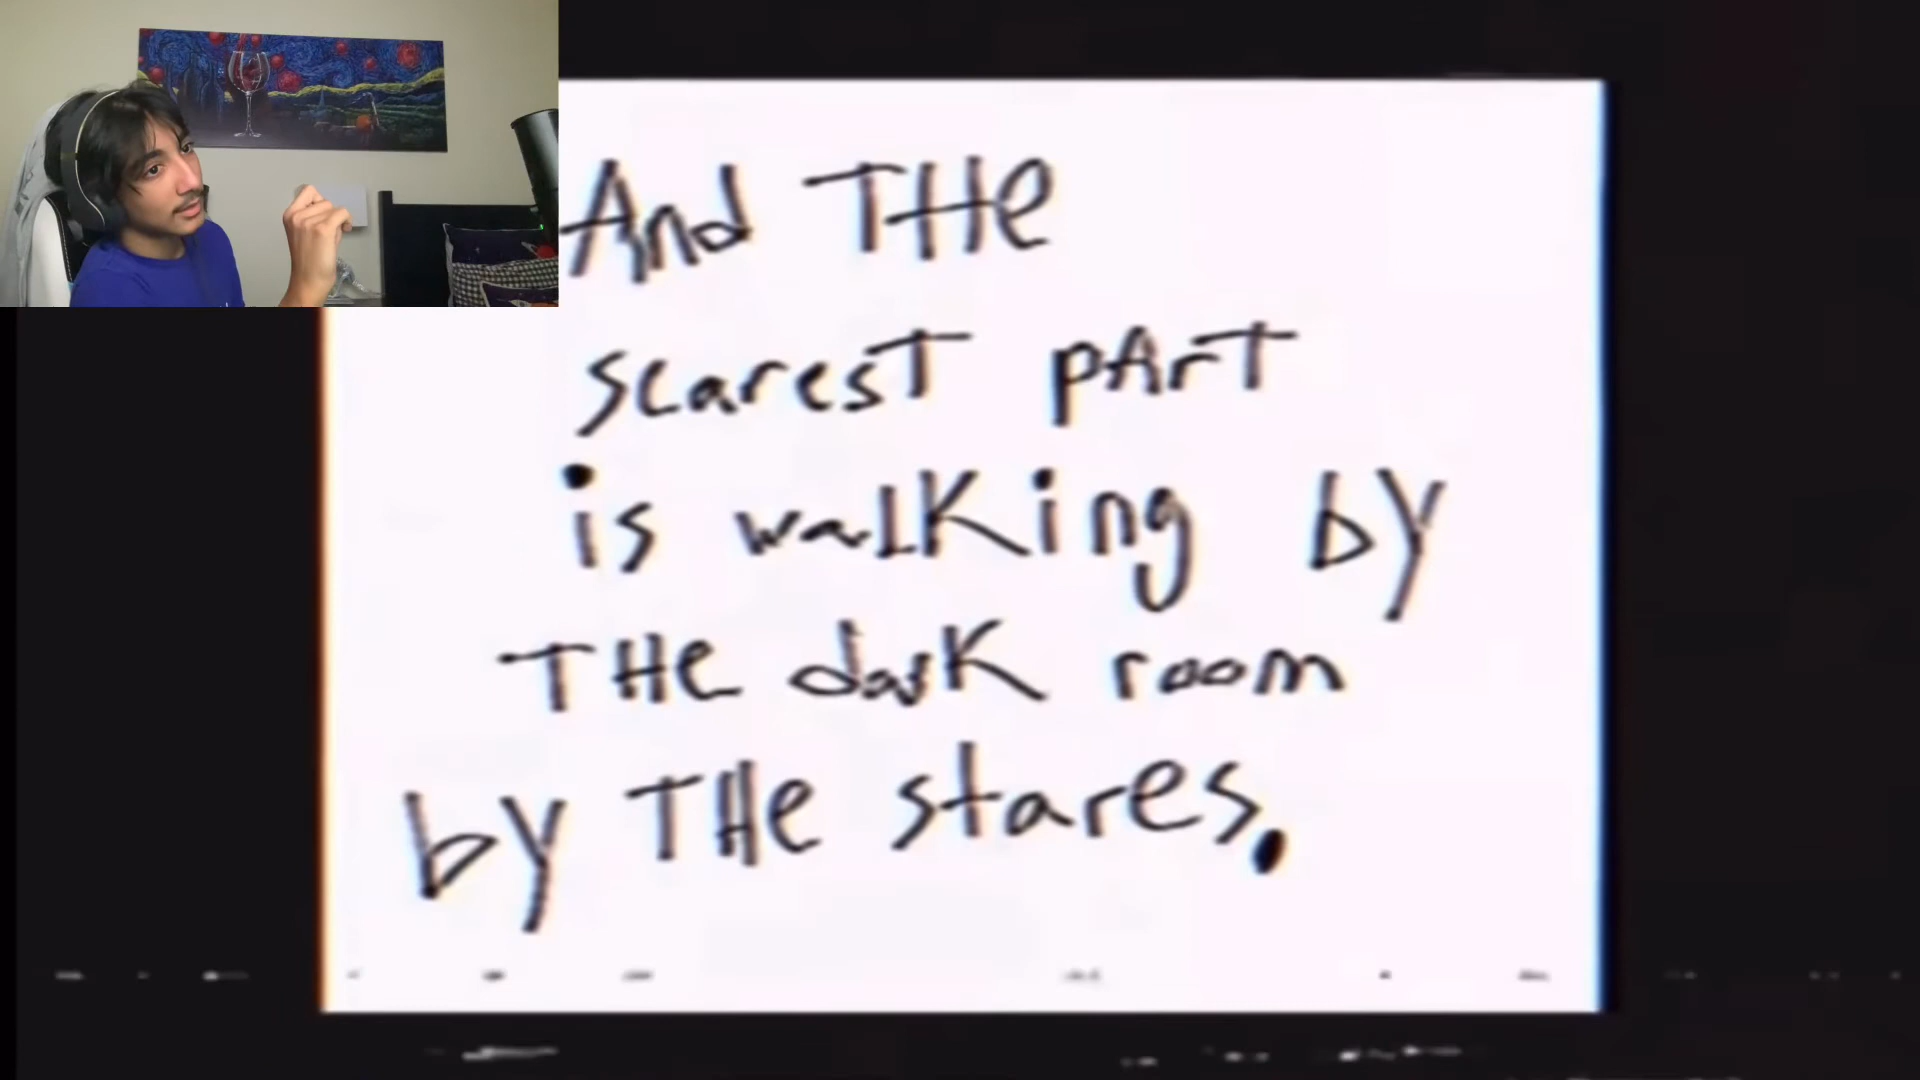 And THe
scarest pArT
is walKing by
THe darK room
by THe stares.